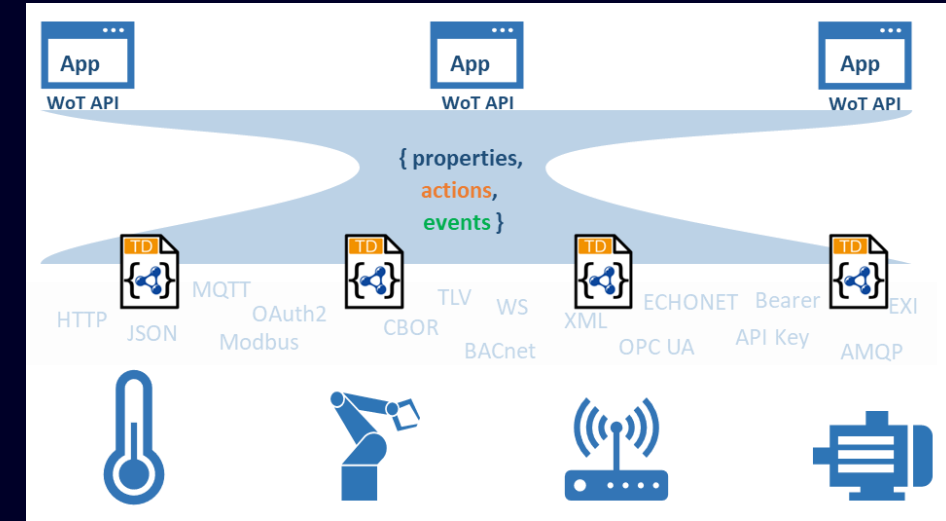 App
WoT API
App
WoT API
App
WoT API
{ properties,
actions,
events }
TD
TD
TD
TD
MQTT
TLV
WS
ECHONET
Bearer
EXI
HTTP
JSON
OAuth2
CBOR
XML
Modbus
BACnet
OPC UA
API Key
AMQP